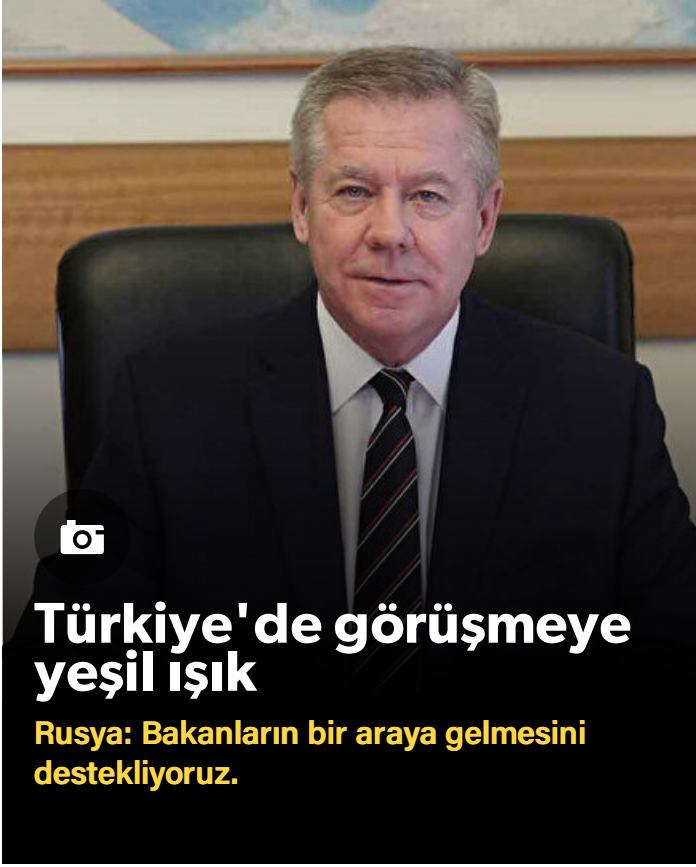 Türkiye'de görüşmeye
yeşil ışık
Rusya: Bakanların bir araya gelmesini
destekliyoruz.